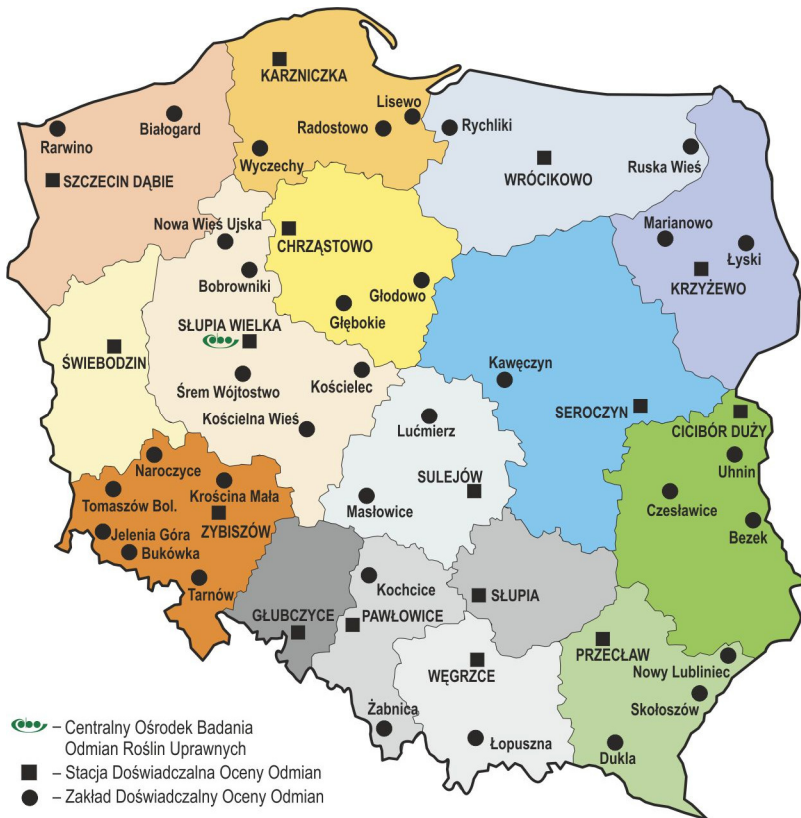 KARZNICZKA
Lisewo
Białogard
Radostowo
Rychliki
Rarwino
Wyczechy
Ruska Wieś
SZCZECIN DĄBIE
WRÓCIKOWO
Nowa Wieś Ujska
Marianowo
CHRZĄSTOWO
Łyski
Bobrowniki
Głodowo
KRZYŻEWO
Głębokie
SŁUPIA WIELKA
ŚWIEBODZIN
Kawęczyn
Śrem Wójtostwo
Kościelec
SEROCZYN
Kościelna Wieś
Lućmierz
CICIBÓR DUŻY
Naroczyce
Uhnin
Krościna Mała
SULEJÓW
Tomaszów Bol.
Masłowice
Czesławice
ZYBISZÓW
Jelenia Góra
Bezek
Bukówka
Tarnów
Kochcice
SŁUPIA
GŁUBCZYCE
PAWŁOWICE
PRZECŁAW
WĘGRZCE
Nowy Lubliniec
Skołoszów
Żabnica
Łopuszna
Dukla
– Centralny Ośrodek Badania
Odmian Roślin Uprawnych
– Stacja Doświadczalna Oceny Odmian
– Zakład Doświadczalny Oceny Odmian